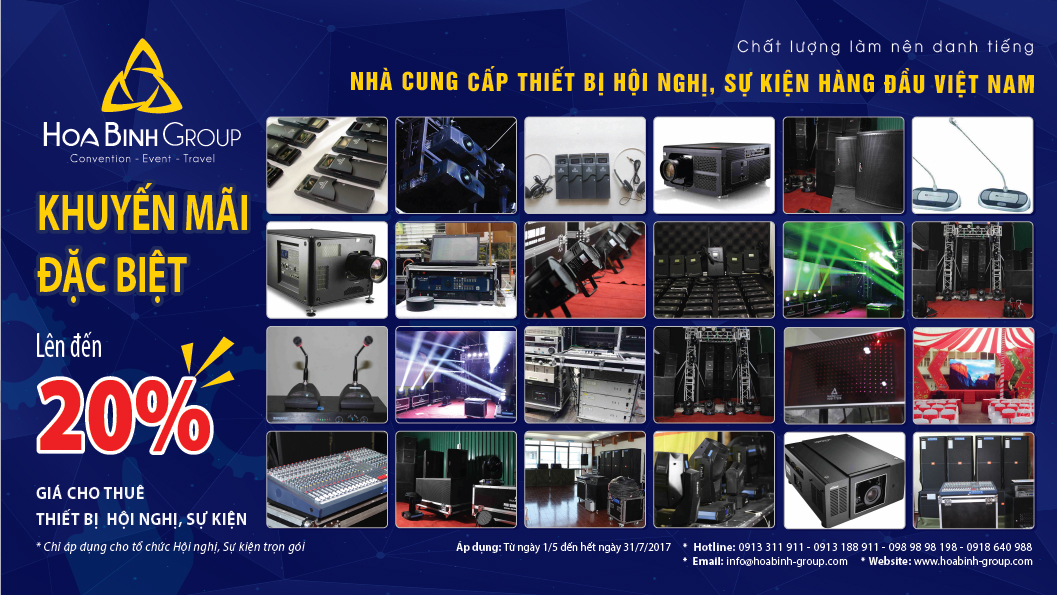 Chất lượng làm nên danh tiếng
NHÀ CUNG CẤP THIẾT BỊ HỘI NGHỊ, SỰ KIỆN HÀNG ĐẦU VIỆT NAM
HOA BINH GROUP
Convention - Event - Travel
KHUYẾN MÃI
ĐẶC BIỆT
Lên đến
20%
GIÁ CHO THUÊ
THIẾT BỊ HỘI NGHỊ, SỰ KIỆN
* Chỉ áp dụng cho tổ chức Hội nghị, Sự kiện trọn gói
Áp dụng: Từ ngày 1/5 đến hết ngày 31/7/2017 * Hotline: 0913 311 911 - 0913 188 911 - 098 98 98 198 - 0918 640 988
* Email: info@hoabinh-group.com * Website: www.hoabinh-group.com